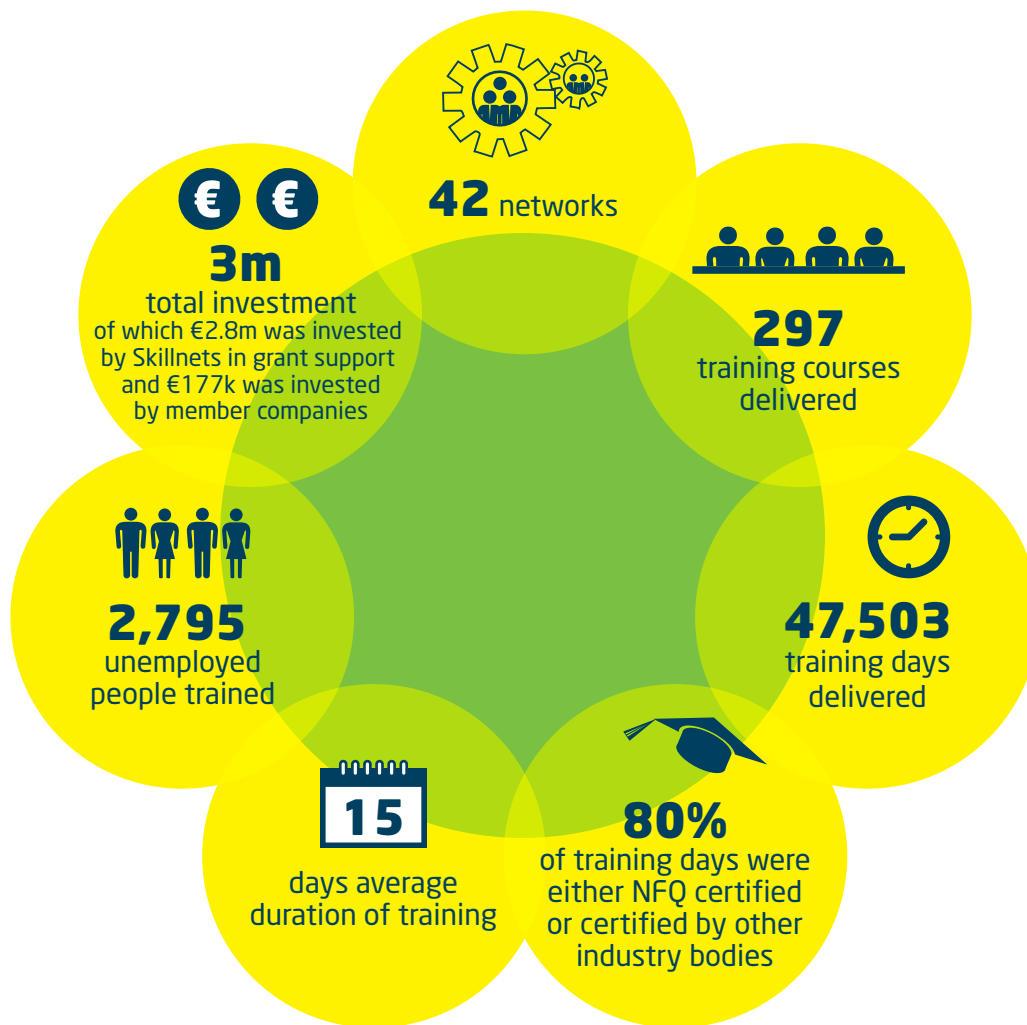 42 networks
297
training courses
delivered
47,503
training days
delivered
80%
of training days were
either NFQ certified
or certified by other
industry bodies
15
days average
duration of training
2,795
unemployed
people trained
€ €
3m
total investment
of which €2.8m was invested
by Skillnets in grant support
and €177k was invested
by member companies